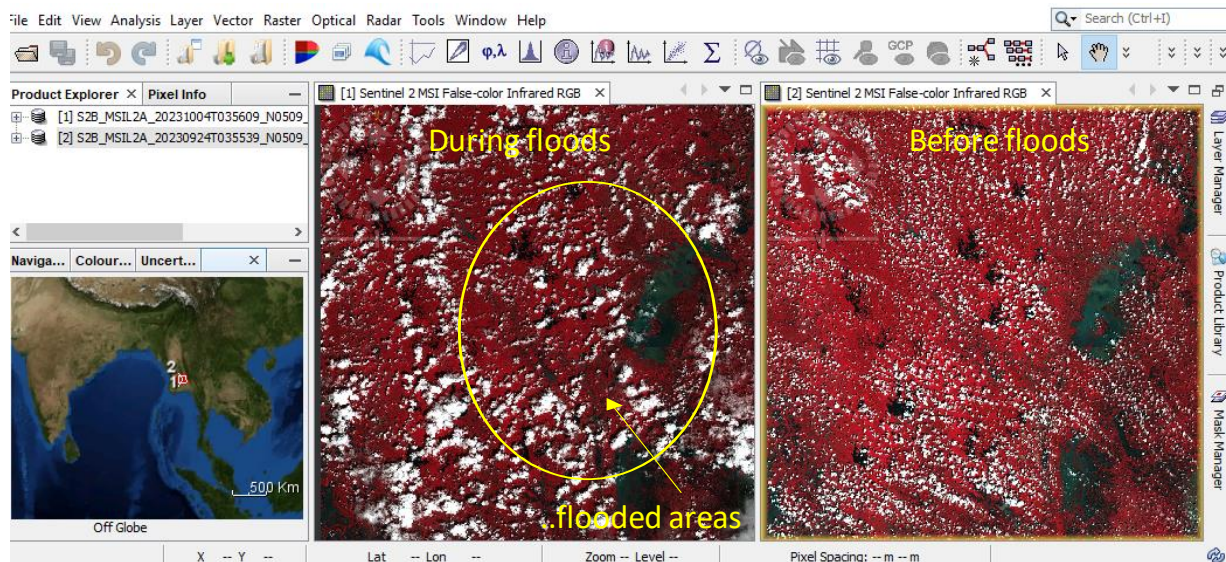 File Edit View Analysis Layer Vector Raster Optical Radar Tools Window Help
Search (Ctrl+I)
φ,λ Σ GCP
Product Explorer × Pixel Info
[1] S2B_MSIL2A_20231004T035609_N0509_
[2] S2B_MSIL2A_20230924T035539_N0509_
[1] Sentinel 2 MSI False-color Infrared RGB ×
[2] Sentinel 2 MSI False-color Infrared RGB ×
During floods
Before floods
..flooded areas
Naviga... Colour... Uncert... ×
2
1
500 Km
Off Globe
Layer Manager
Product Library
Mask Manager
X -- Y -- Lat -- Lon -- Zoom -- Level -- Pixel Spacing: -- m -- m